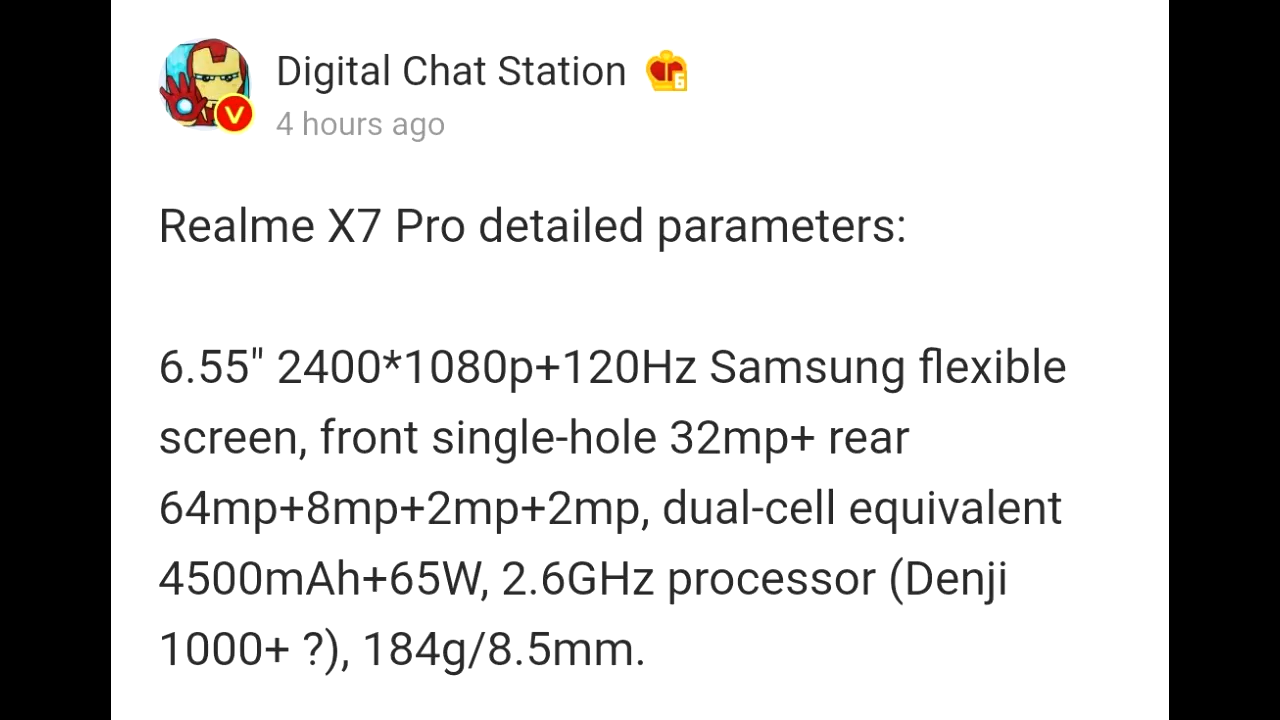 Digital Chat Station
6
V
4 hours ago
Realme X7 Pro detailed parameters:
6.55" 2400*1080p+120Hz Samsung flexible
screen, front single-hole 32mp+ rear
64mp+8mp+2mp+2mp, dual-cell equivalent
4500mAh+65W, 2.6GHz processor (Denji
1000+ ?), 184g/8.5mm.